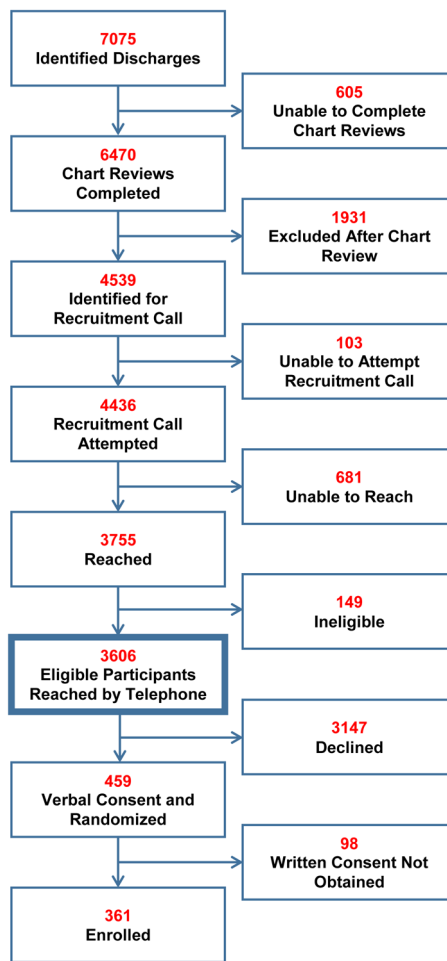 7075
Identified Discharges
605
Unable to Complete
Chart Reviews
6470
Chart Reviews
Completed
1931
Excluded After Chart
Review
4539
Identified for
Recruitment Call
103
Unable to Attempt
Recruitment Call
4436
Recruitment Call
Attempted
681
Unable to Reach
3755
Reached
149
Ineligible
3606
Eligible Participants
Reached by Telephone
3147
Declined
459
Verbal Consent and
Randomized
98
Written Consent Not
Obtained
361
Enrolled